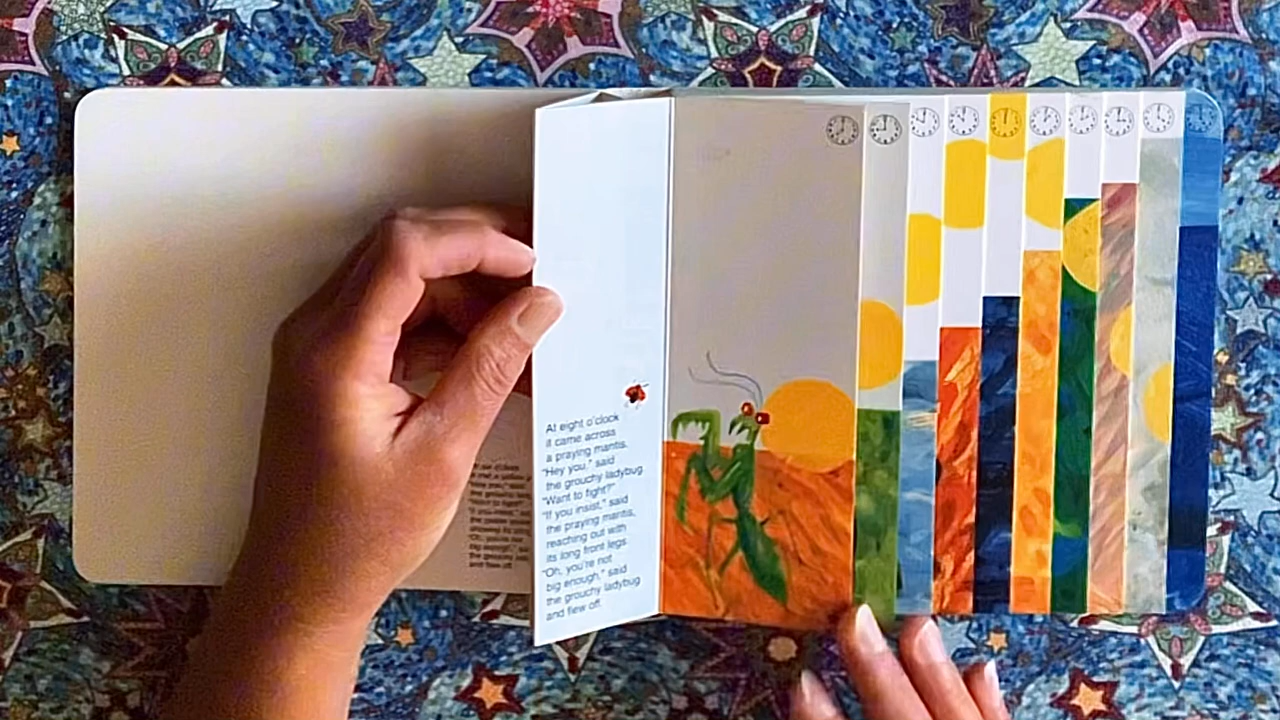 At eight o'clock
it came across
a praying mantis.
"Hey you," said
the grouchy ladybug.
"Want to fight?"
"If you insist," said
the praying mantis,
reaching out with
its long front legs.
"Oh, you're not
big enough," said
the grouchy ladybug
and flew off.